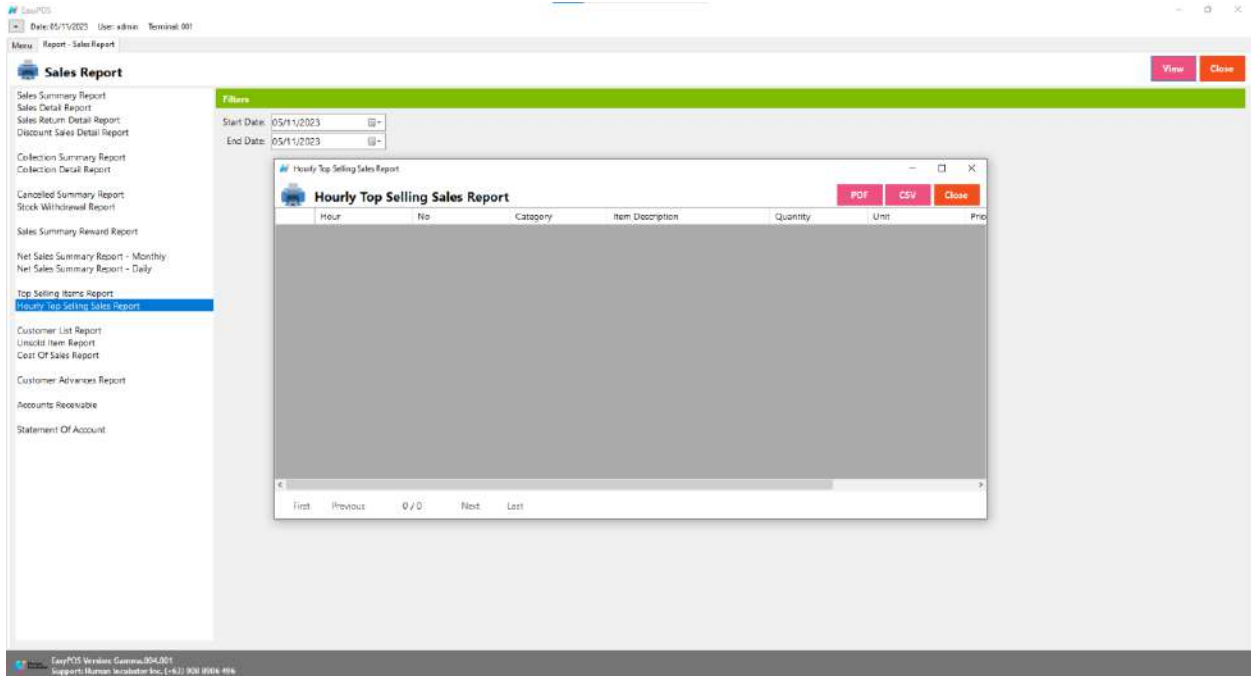 EasyPOS
Date: 05/11/2023 User: admin Terminal: 001
Menu Report - Sales Report
Sales Report
View Close
Sales Summary Report
Sales Detail Report
Sales Return Detail Report
Discount Sales Detail Report
Collection Summary Report
Collection Detail Report
Cancelled Summary Report
Stock Withdrawal Report
Sales Summary Reward Report
Net Sales Summary Report - Monthly
Net Sales Summary Report - Daily
Top Selling Items Report
Hourly Top Selling Sales Report
Customer List Report
Unsold Item Report
Cost Of Sales Report
Customer Advances Report
Accounts Receivable
Statement Of Account
Filters
Start Date: 05/11/2023
End Date: 05/11/2023
Hourly Top Selling Sales Report
Hourly Top Selling Sales Report
PDF CSV Close
Hour No Category Item Description Quantity Unit Pric
First Previous 0 / 0 Next Last
EasyPOS Version: Gamma.004.001
Support: Human Incubator Inc. (+63) 908 8906 496